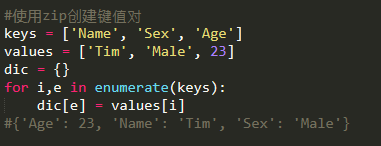 #使用zip创建键值对
keys = ['Name', 'Sex', 'Age']
values = ['Tim', 'Male', 23]
dic = {}
for i,e in enumerate(keys):
    dic[e] = values[i]
#{'Age': 23, 'Name': 'Tim', 'Sex': 'Male'}